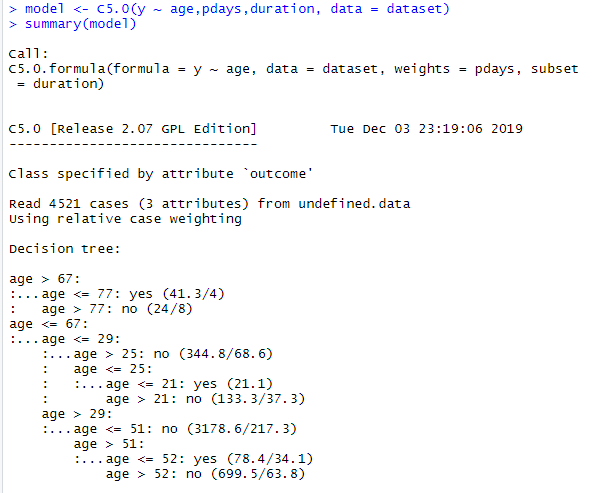 > model <- C5.0(y ~ age,pdays,duration, data = dataset)
> summary(model)
Call:
C5.0.formula(formula = y ~ age, data = dataset, weights = pdays, subset
 = duration)
C5.0 [Release 2.07 GPL Edition]         Tue Dec 03 23:19:06 2019
-------------------------------
Class specified by attribute `outcome'
Read 4521 cases (3 attributes) from undefined.data
Using relative case weighting
Decision tree:
age > 67:
:...age <= 77: yes (41.3/4)
:   age > 77: no (24/8)
age <= 67:
:...age <= 29:
    :...age > 25: no (344.8/68.6)
    :   age <= 25:
    :   :...age <= 21: yes (21.1)
    :       age > 21: no (133.3/37.3)
    age > 29:
    :...age <= 51: no (3178.6/217.3)
        age > 51:
        :...age <= 52: yes (78.4/34.1)
            age > 52: no (699.5/63.8)